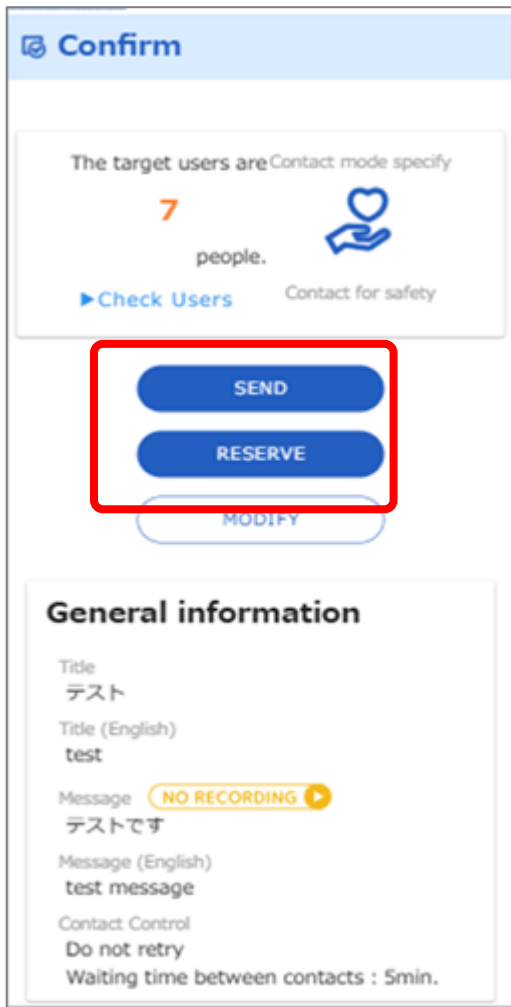 Confirm
The target users are
7
people.
▶Check Users
Contact mode specify
Contact for safety
SEND
RESERVE
MODIFY
General information
Title
テスト
Title (English)
test
Message NO RECORDING
テストです
Message (English)
test message
Contact Control
Do not retry
Waiting time between contacts : 5min.